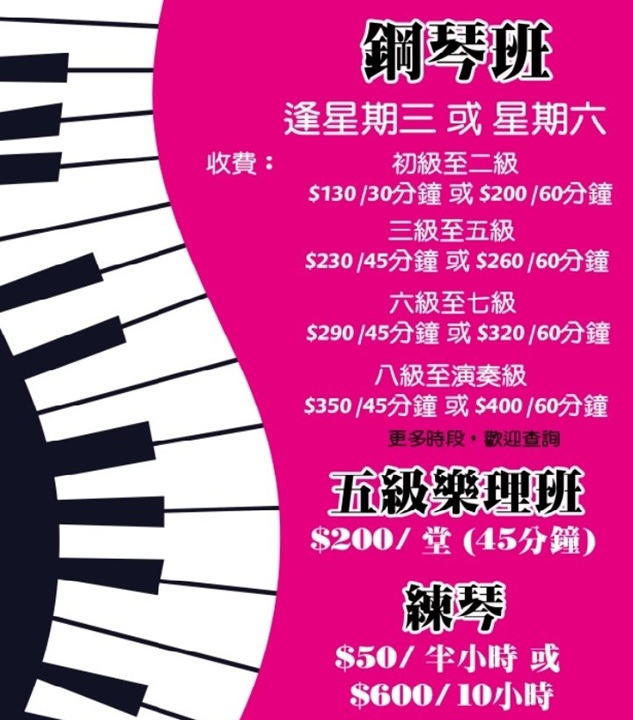 鋼琴班
逢星期三 或 星期六
收費： 初級至二級
$130 /30分鐘 或 $200 /60分鐘
三級至五級
$230 /45分鐘 或 $260 /60分鐘
六級至七級
$290 /45分鐘 或 $320 /60分鐘
八級至演奏級
$350 /45分鐘 或 $400 /60分鐘
更多時段，歡迎查詢
五級樂理班
$200/ 堂 (45分鐘)
練琴
$50/ 半小時 或
$600/ 10小時